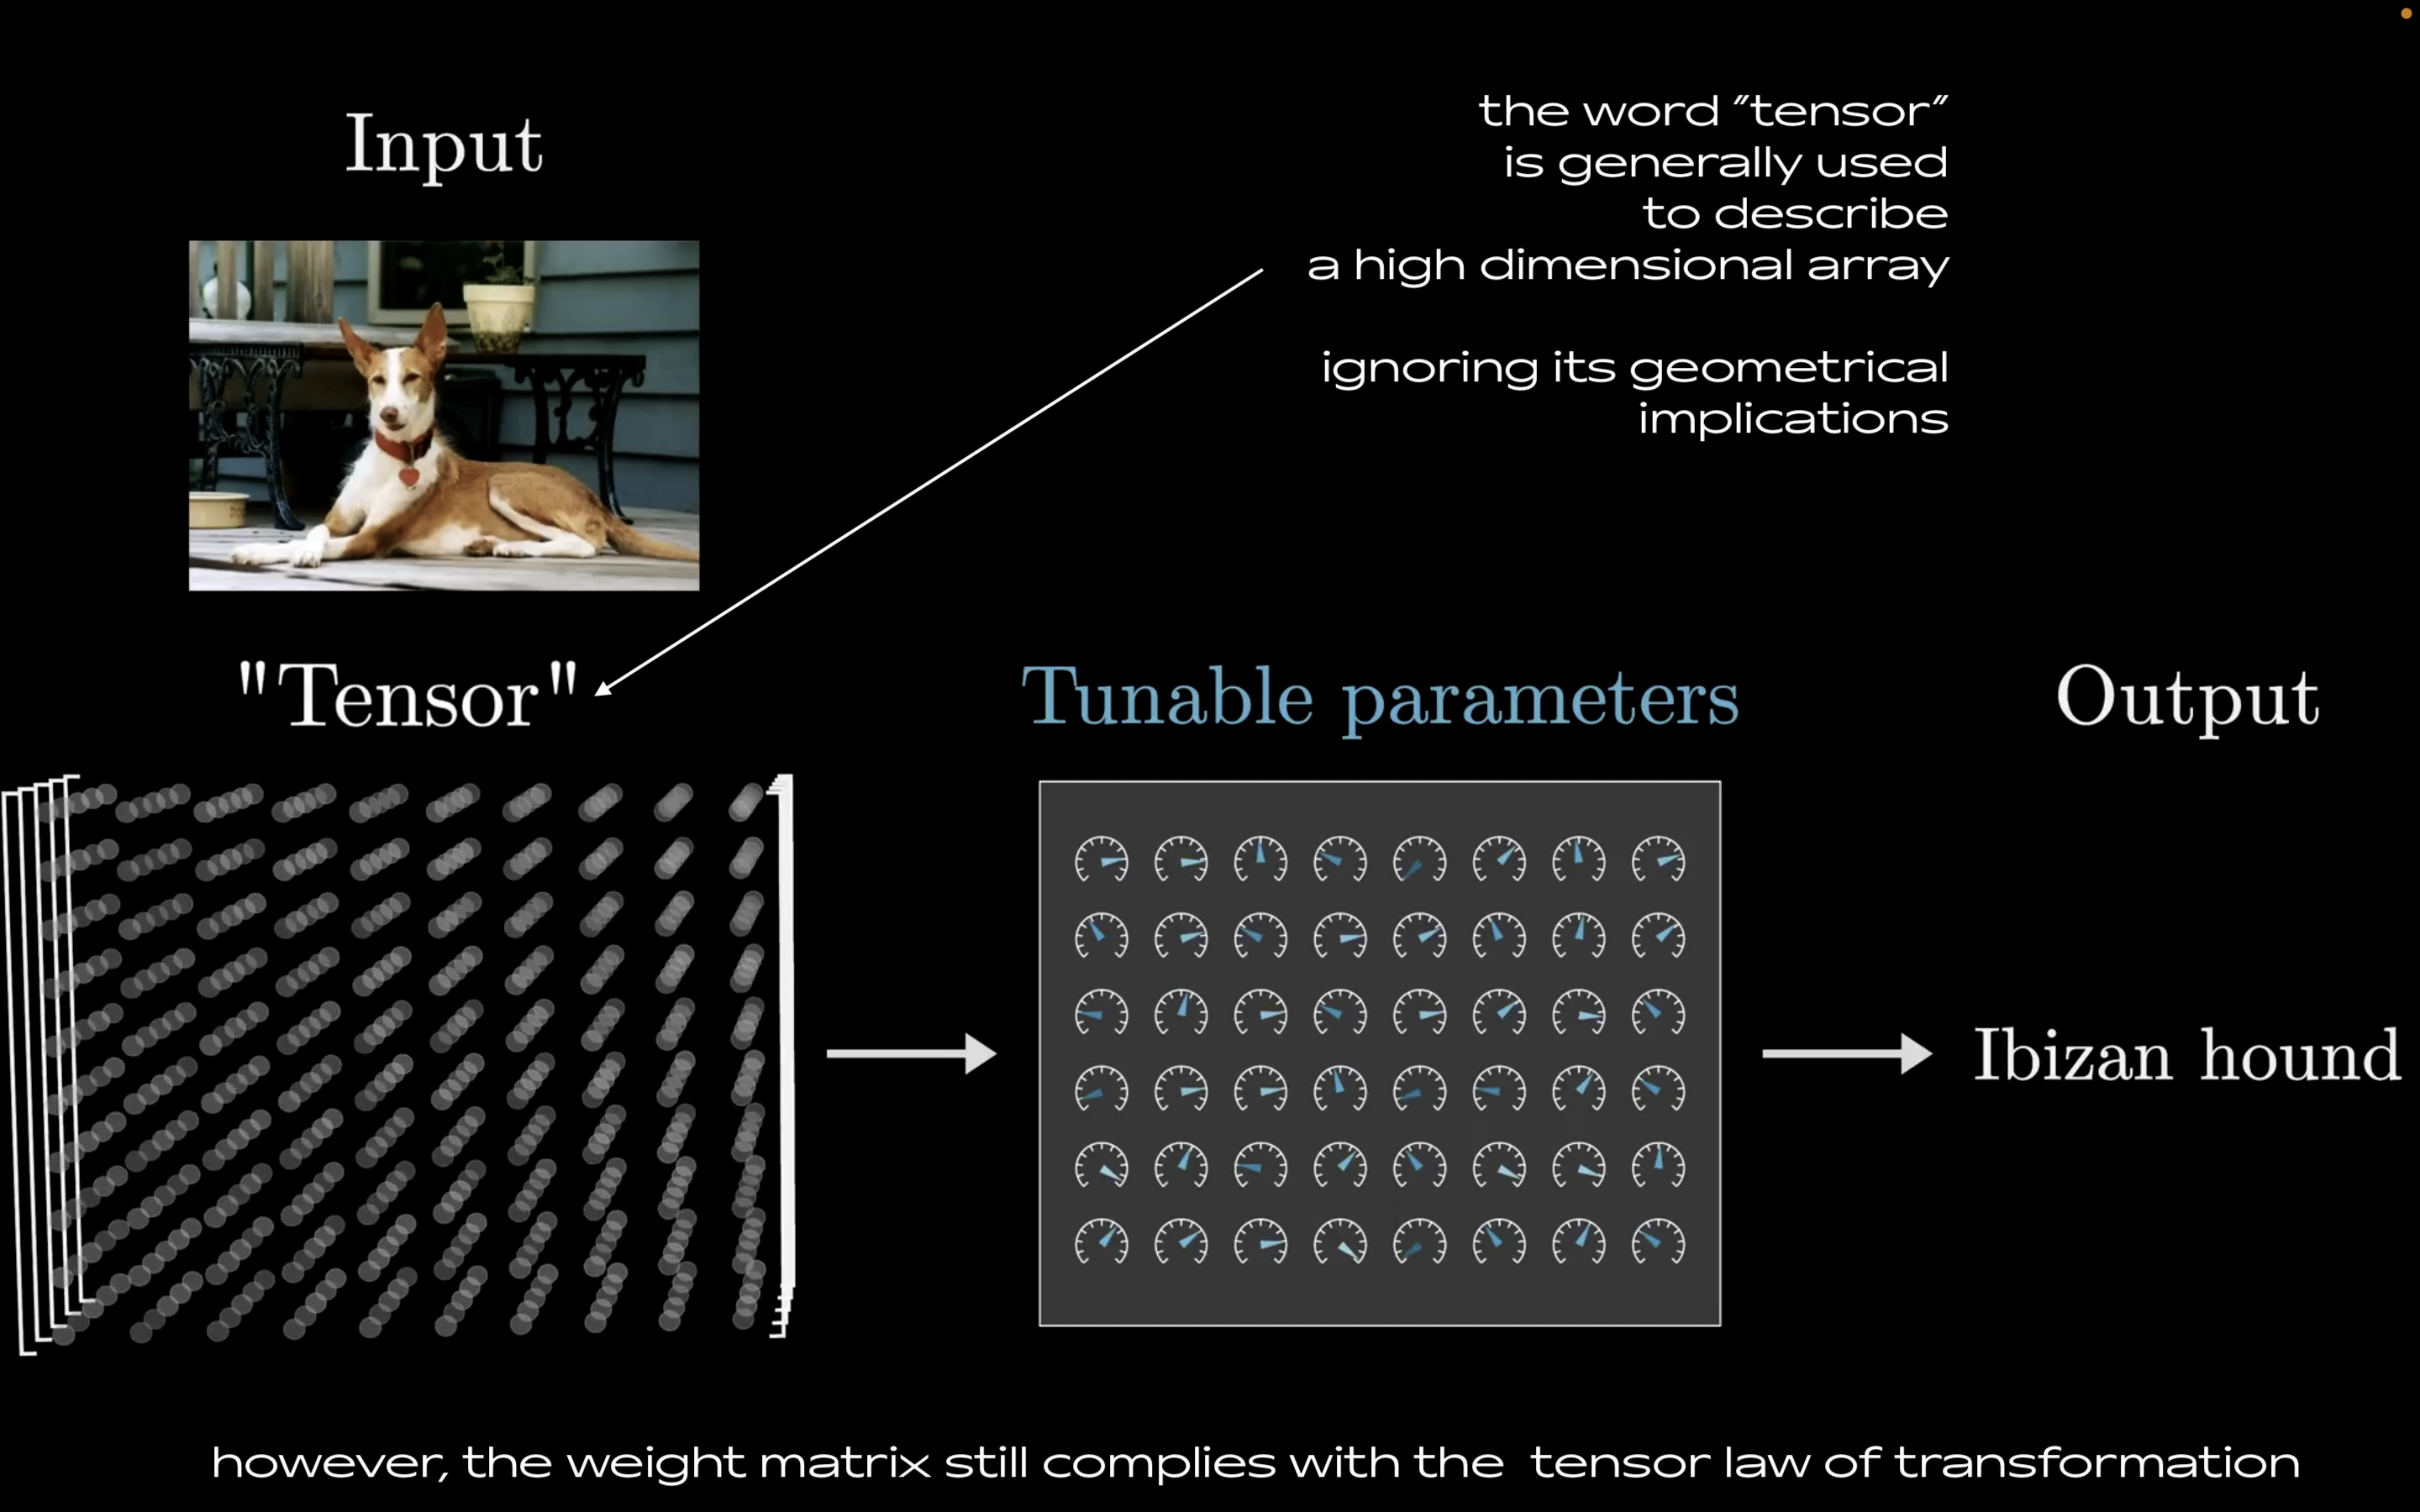 Input
the word "tensor"
is generally used
to describe
a high dimensional array
ignoring its geometrical
implications
"Tensor"
Tunable parameters
Output
Ibizan hound
however, the weight matrix still complies with the tensor law of transformation